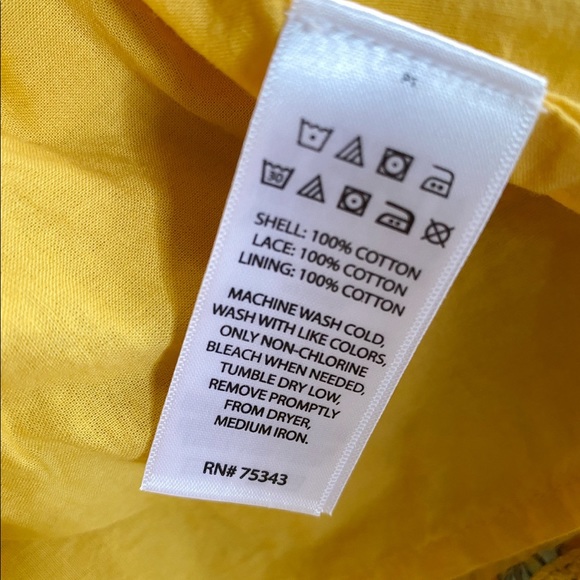 30
SHELL: 100% COTTON
LACE: 100% COTTON
LINING: 100% COTTON
MACHINE WASH COLD,
WASH WITH LIKE COLORS,
ONLY NON-CHLORINE
BLEACH WHEN NEEDED,
TUMBLE DRY LOW,
REMOVE PROMPTLY
FROM DRYER,
MEDIUM IRON.
RN# 75343